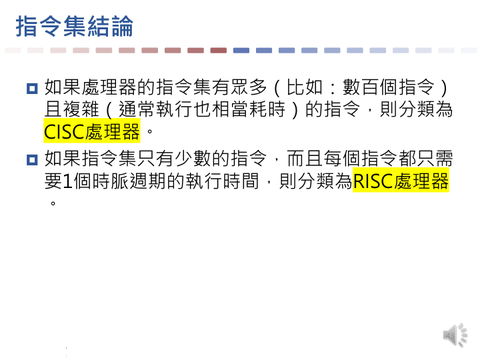 指令集結論
如果處理器的指令集有眾多（比如：數百個指令）
且複雜（通常執行也相當耗時）的指令，則分類為
CISC處理器。
如果指令集只有少數的指令，而且每個指令都只需
要1個時脈週期的執行時間，則分類為RISC處理器
。